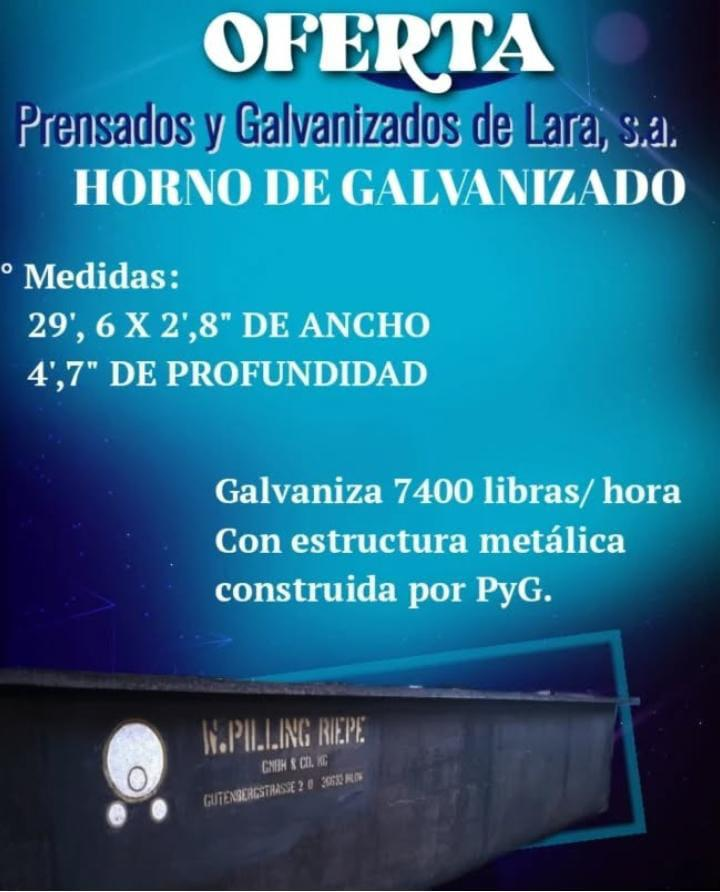 OFERTA
Prensados y Galvanizados de Lara, s.a.
HORNO DE GALVANIZADO
° Medidas:
29', 6 X 2',8" DE ANCHO
4',7" DE PROFUNDIDAD
Galvaniza 7400 libras/ hora
Con estructura metálica
construida por PyG.
W.PILLING RIEPE
GMBH & CO. KG
GUTENBERGSTRASSE 2